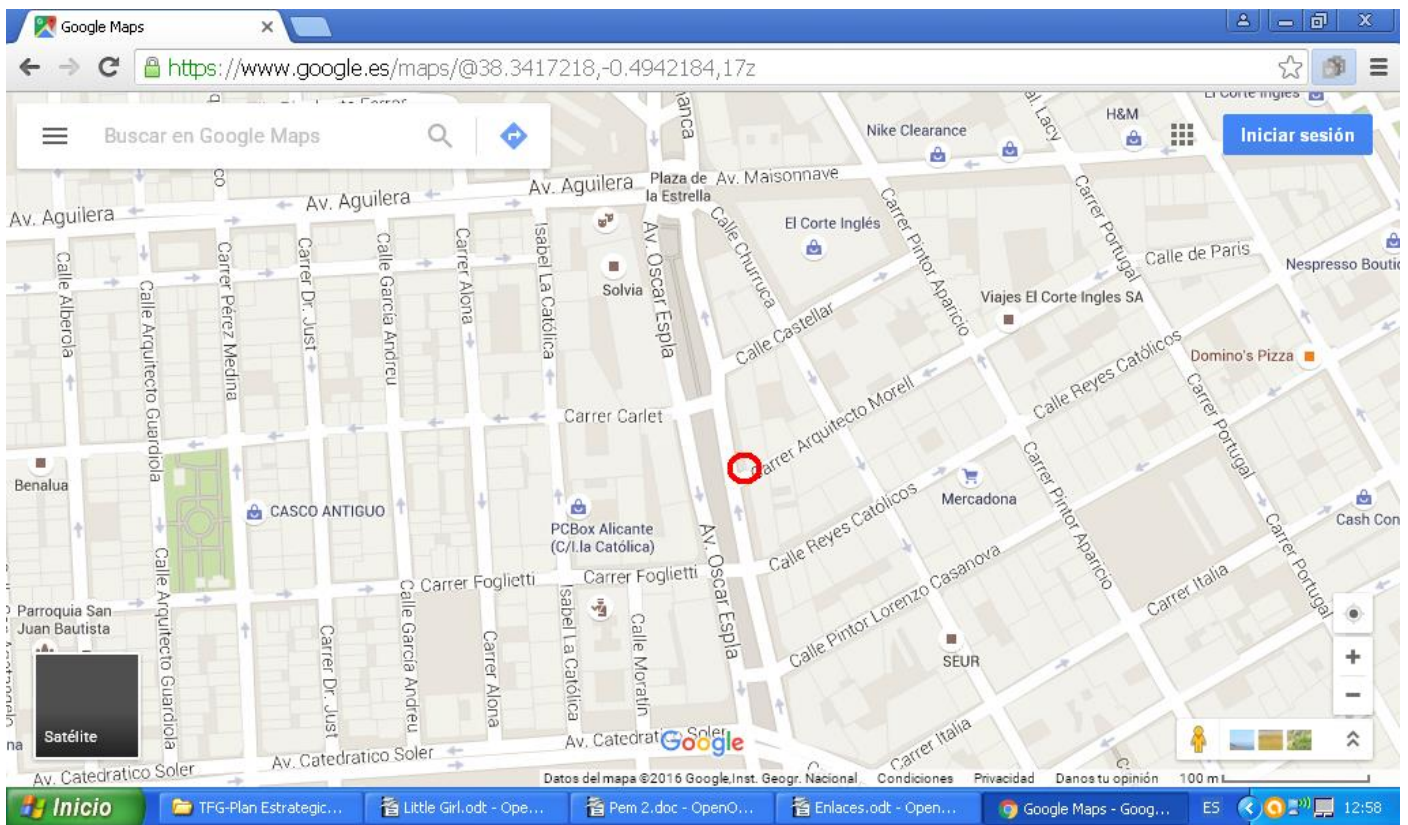 Google Maps
https://www.google.es/maps/@38.3417218,-0.4942184,17z
Buscar en Google Maps
Iniciar sesión
H&M
El Corte Ingles
Nike Clearance
Gral. Lacy
Plaza de
la Estrella
Av. Maisonnave
Av. Aguilera
Av. Aguilera
Av. Aguilera
El Corte Inglés
Carrer Pintor Aparicio
Carrer Portugal
Calle de Paris
Nespresso Boutic
Calle Churruca
Isabel La Católica
Solvia
Av. Oscar Espla
Calle Alberola
Calle Arquitecto Guardiola
Carrer Pérez Medina
Carrer Dr. Just
Calle García Andreu
Carrer Alona
Viajes El Corte Ingles SA
Calle Castellar
Calle Reyes Católicos
Domino's Pizza
Carrer Carlet
Carrer Arquitecto Morell
Carrer Portugal
Benalua
CASCO ANTIGUO
PCBox Alicante
(C/I.la Católica)
Calle Reyes Católicos
Mercadona
Carrer Pintor Aparicio
Cash Con
Carrer Portugal
Calle Arquitecto Guardiola
Carrer Foglietti
Carrer Foglietti
Av. Oscar Espla
Calle Pintor Lorenzo Casanova
Carrer Italia
Parroquia San
Juan Bautista
Carrer Dr. Just
Calle García Andreu
Carrer Alona
Isabel La Católica
Calle Moratín
SEUR
Satélite
Carrer Italia
Av. Catedratico Soler
Av. Catedratico Soler
Av. Catedratico Soler
Google
Datos del mapa ©2016 Google,Inst. Geogr. Nacional
Condiciones
Privacidad
Danos tu opinión
100 m
Inicio
TFG-Plan Estrategic...
Little Girl.odt - Ope...
Pem 2.doc - OpenO...
Enlaces.odt - Open...
Google Maps - Goog...
ES
12:58